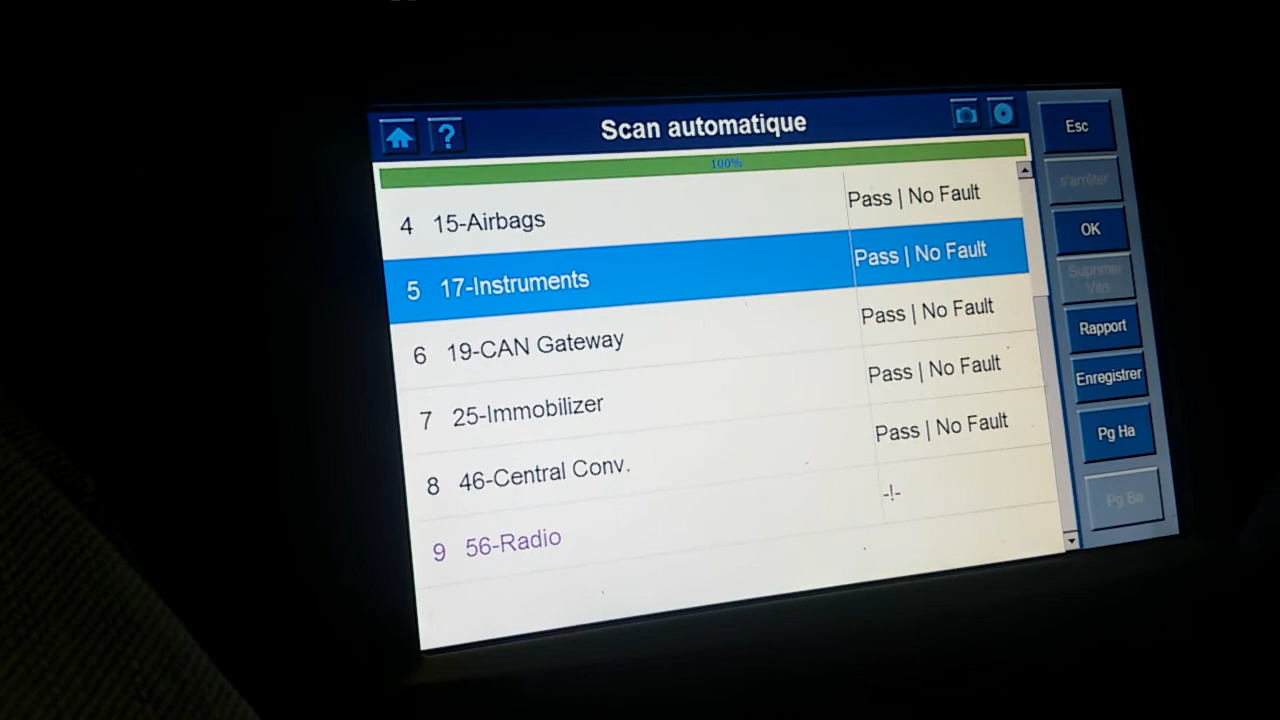 Scan automatique
100%
4 15-Airbags Pass | No Fault
5 17-Instruments Pass | No Fault
6 19-CAN Gateway Pass | No Fault
7 25-Immobilizer Pass | No Fault
8 46-Central Conv. Pass | No Fault
9 56-Radio -!-
Esc
s'arrêter
OK
Suprimer
Vits
Rapport
Enregistrer
Pg Ha
Pg Ba